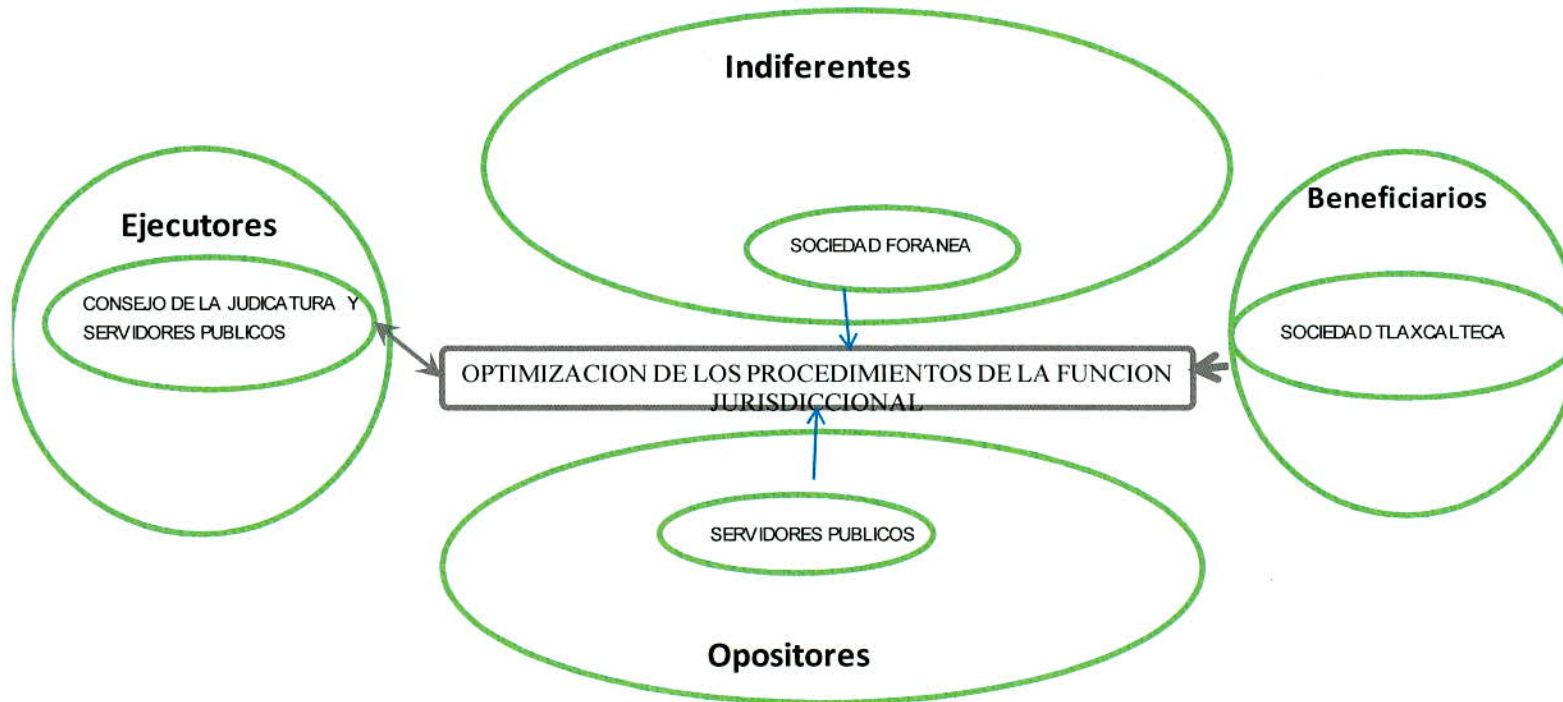 Indiferentes
SOCIEDAD FORANEA
Ejecutores
CONSEJO DE LA JUDICATURA Y
SERVIDORES PUBLICOS
Beneficiarios
SOCIEDAD TLAXCALTECA
OPTIMIZACION DE LOS PROCEDIMIENTOS DE LA FUNCION
JURISDICCIONAL
SERVIDORES PUBLICOS
Opositores